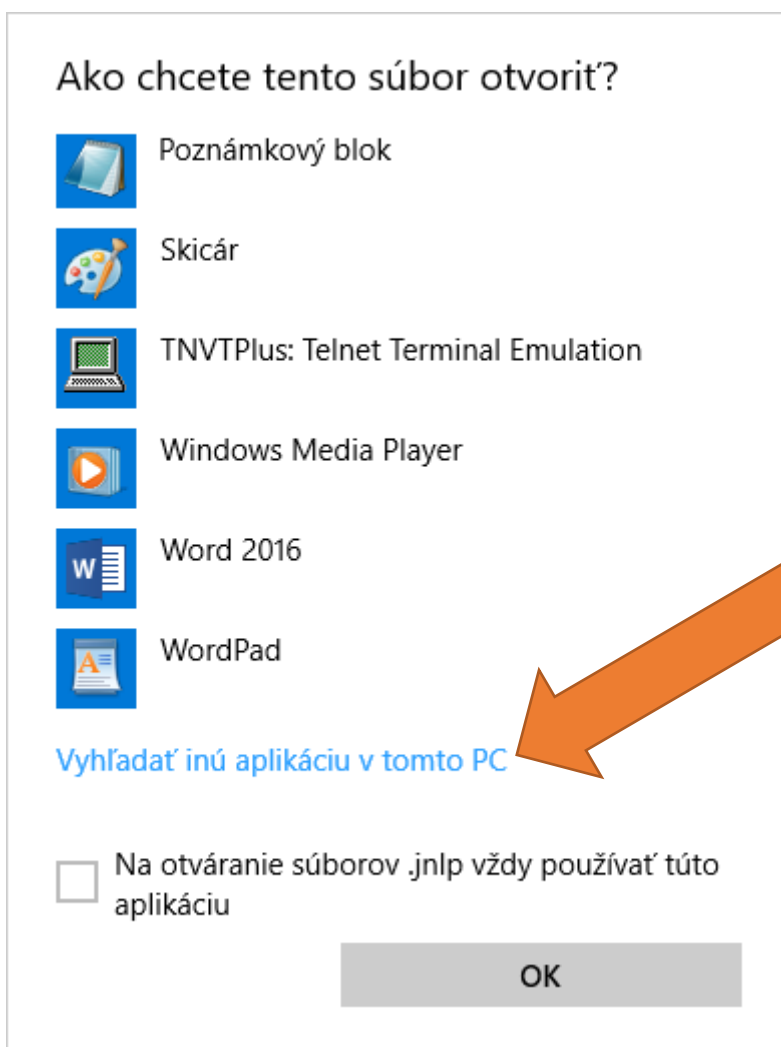 Ako chcete tento súbor otvoriť?
Poznámkový blok
Skicár
TNVTPlus: Telnet Terminal Emulation
Windows Media Player
Word 2016
WordPad
Vyhľadať inú aplikáciu v tomto PC
Na otváranie súborov .jnlp vždy používať túto
aplikáciu
OK